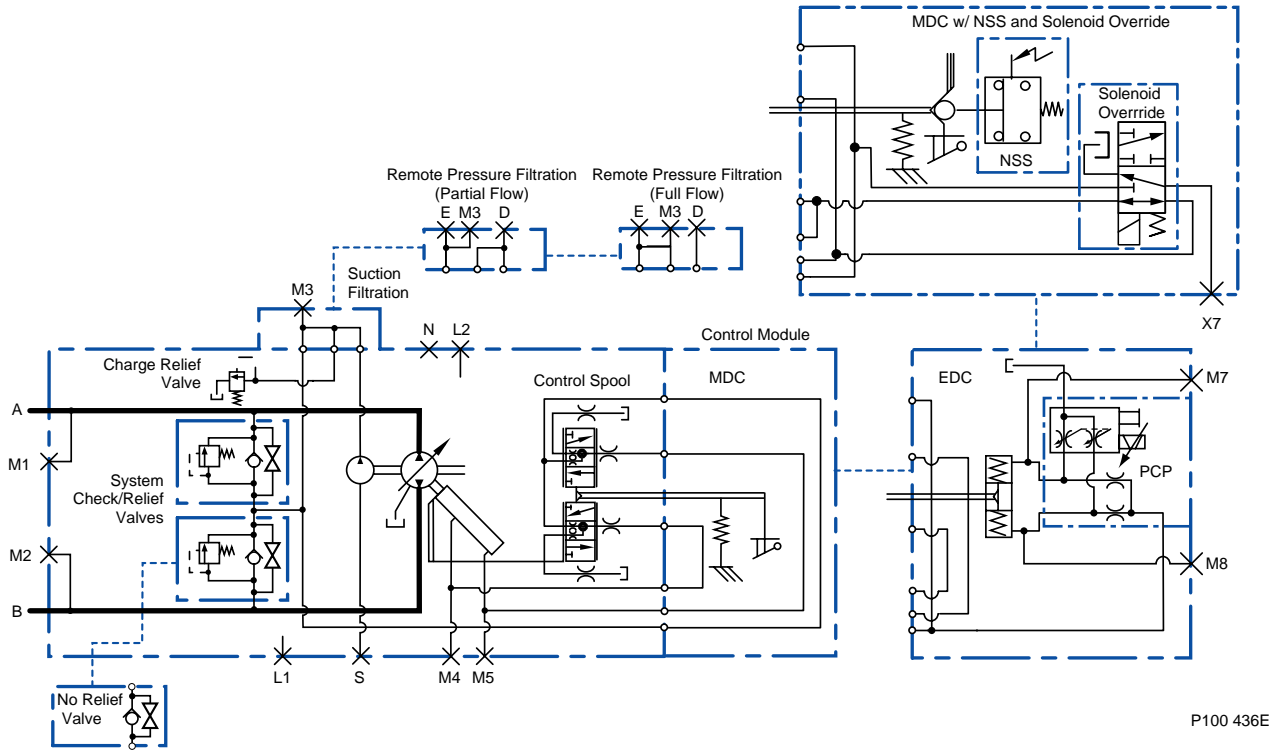 MDC w/ NSS and Solenoid Override
Solenoid
Overrride
NSS
X7
Remote Pressure Filtration
(Partial Flow)
E M3 D
Remote Pressure Filtration
(Full Flow)
E M3 D
Suction
Filtration
M3
N
L2
Control Module
Charge Relief
Valve
Control Spool
MDC
EDC
M7
A
M1
System
Check/Relief
Valves
PCP
M2
M8
B
L1
S
M4
M5
No Relief
Valve
P100 436E